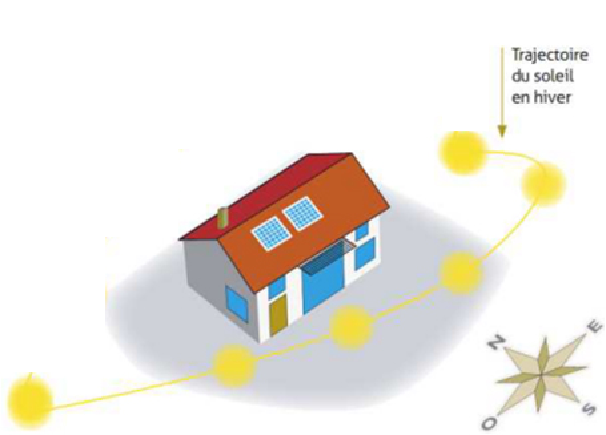 Trajectoire
du soleil
en hiver
N
E
O
S